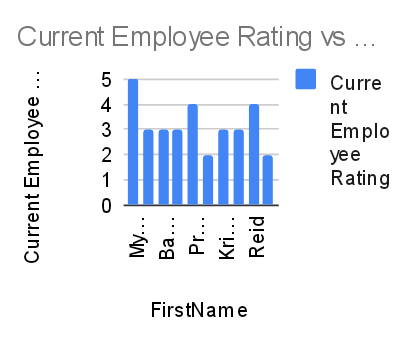 Current Employee Rating vs ...
Current Employee ...
5
4
3
2
1
0
My...
Ba...
Pr...
Kri...
Reid
FirstName
Curre
nt
Emplo
yee
Rating